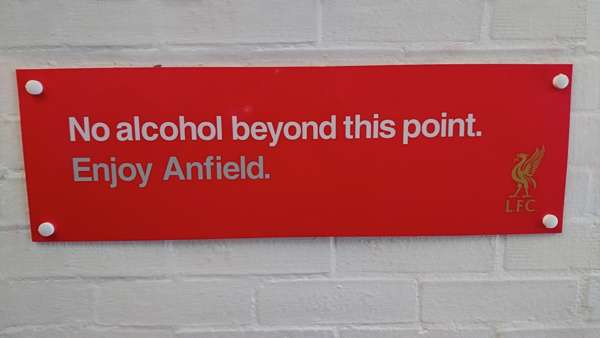 No alcohol beyond this point.
Enjoy Anfield.
LFC